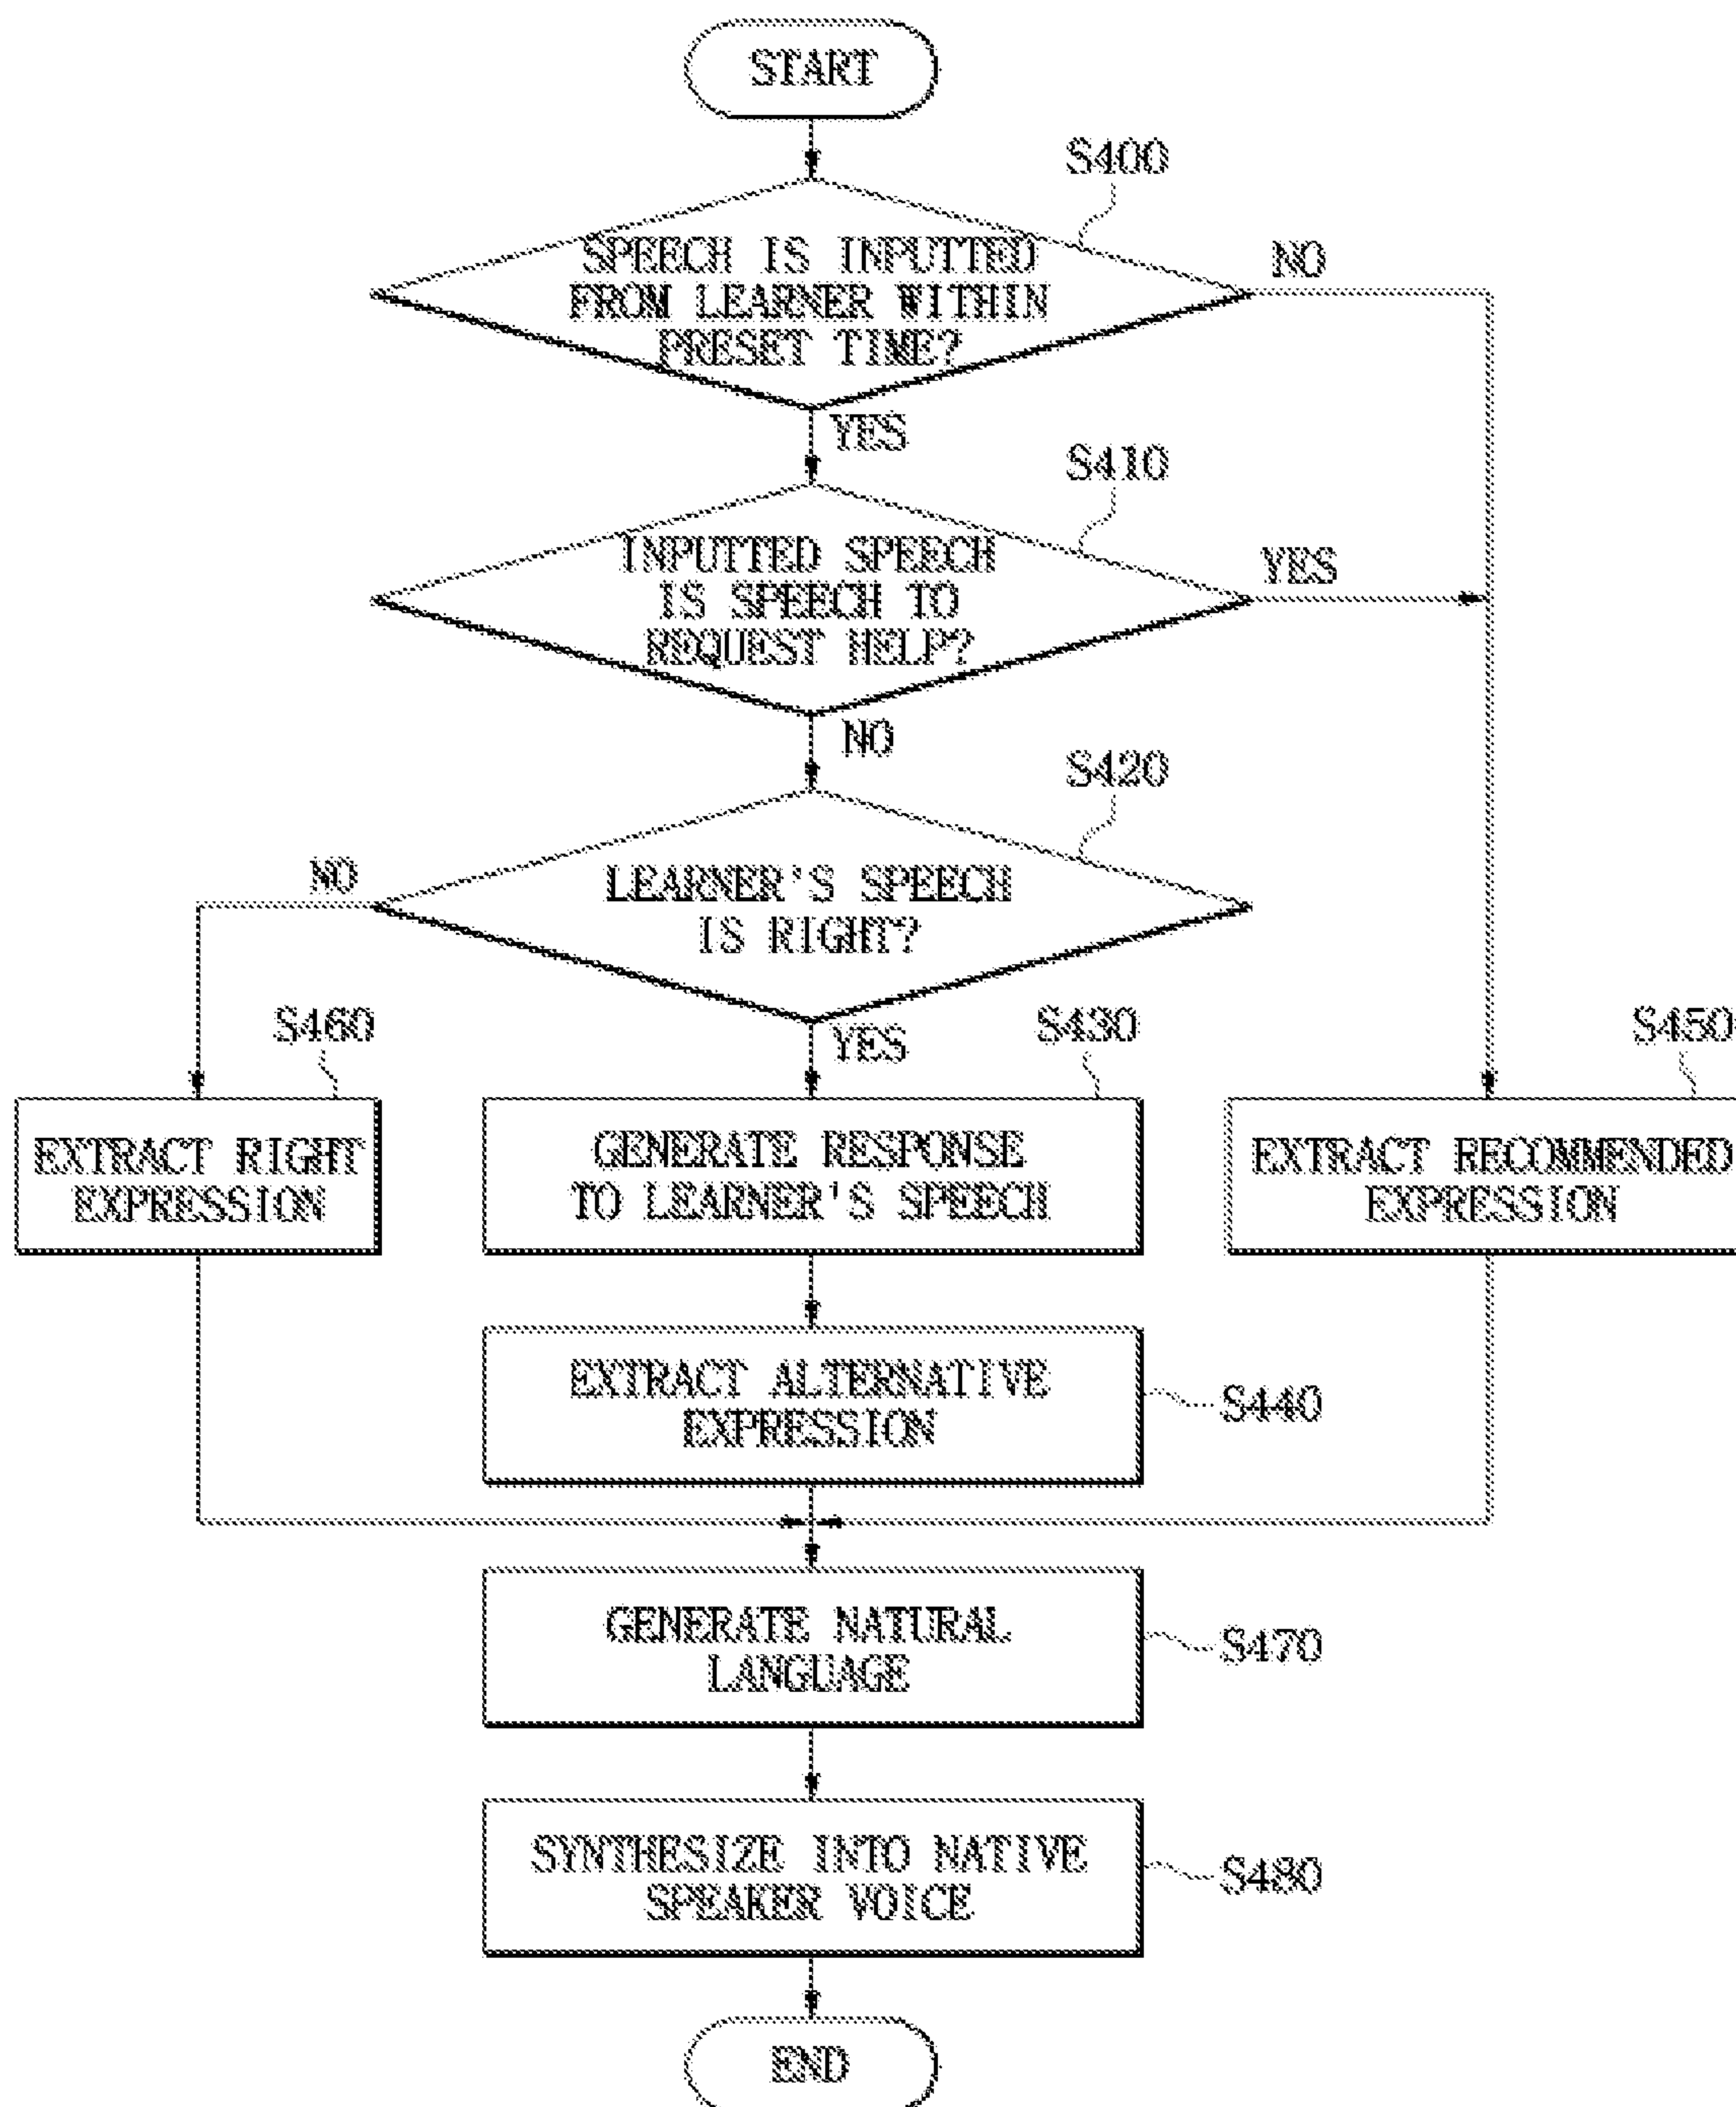 START
S400
SPEECH IS INPUTTED
FROM LEARNER WITHIN
PRESET TIME?
NO
YES
S410
INPUTTED SPEECH
IS SPEECH TO
REQUEST HELP?
YES
NO
S420
LEARNER'S SPEECH
IS RIGHT?
NO
YES
S460
S430
S450
EXTRACT RIGHT
EXPRESSION
GENERATE RESPONSE
TO LEARNER'S SPEECH
EXTRACT RECOMMENDED
EXPRESSION
EXTRACT ALTERNATIVE
EXPRESSION
S440
GENERATE NATURAL
LANGUAGE
S470
SYNTHESIZE INTO NATIVE
SPEAKER VOICE
S480
END